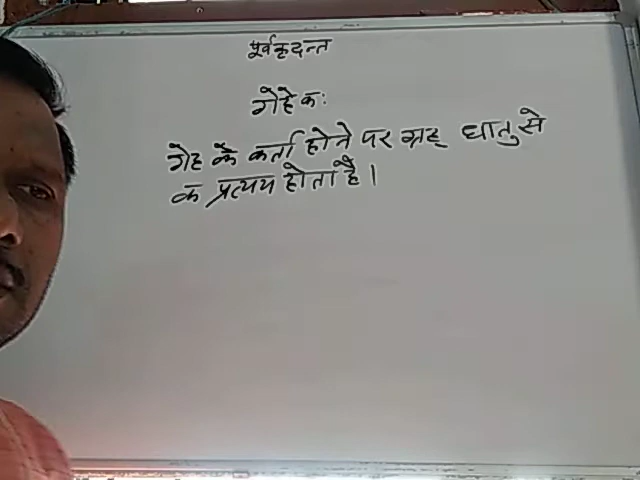 पूर्वकृदन्त
गेहे कः
गेह के कर्ता होने पर ग्रह् धातु से
क प्रत्यय होता है।